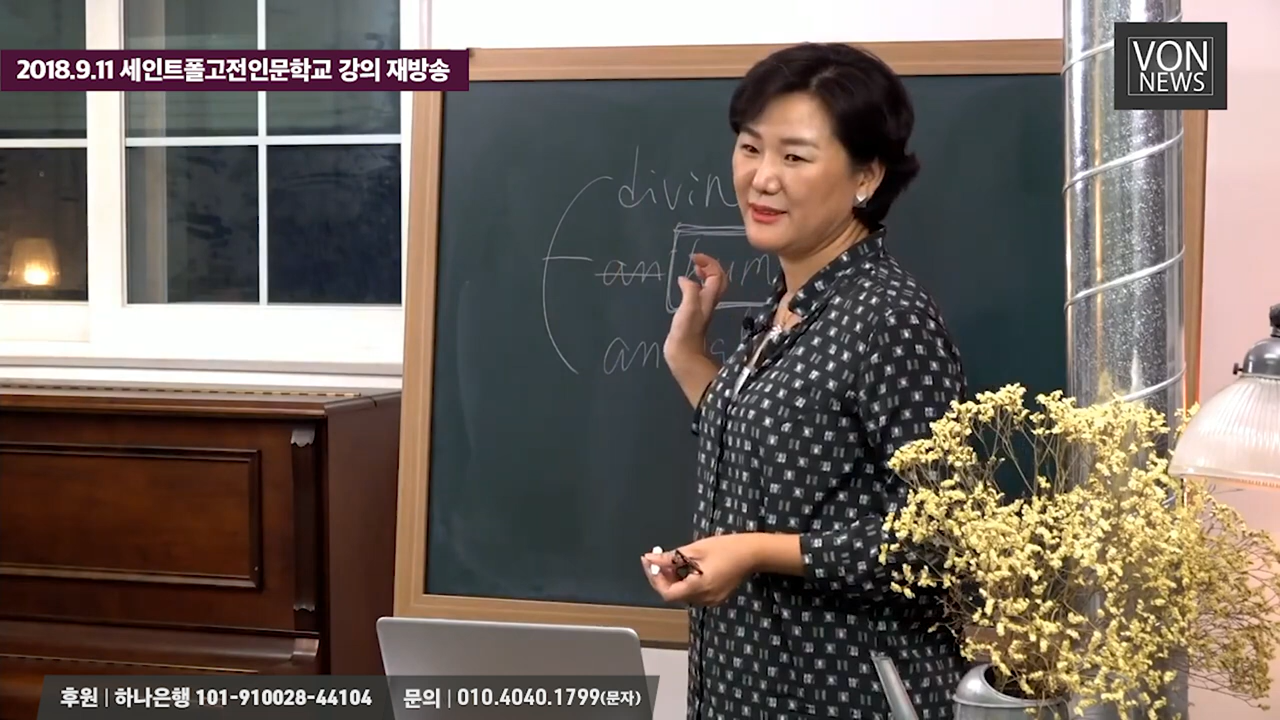 2018.9.11 세인트폴고전인문학교 강의 재방송
VON
NEWS
divin
an hum
an
후원 | 하나은행 101-910028-44104 문의 | 010.4040.1799(문자)